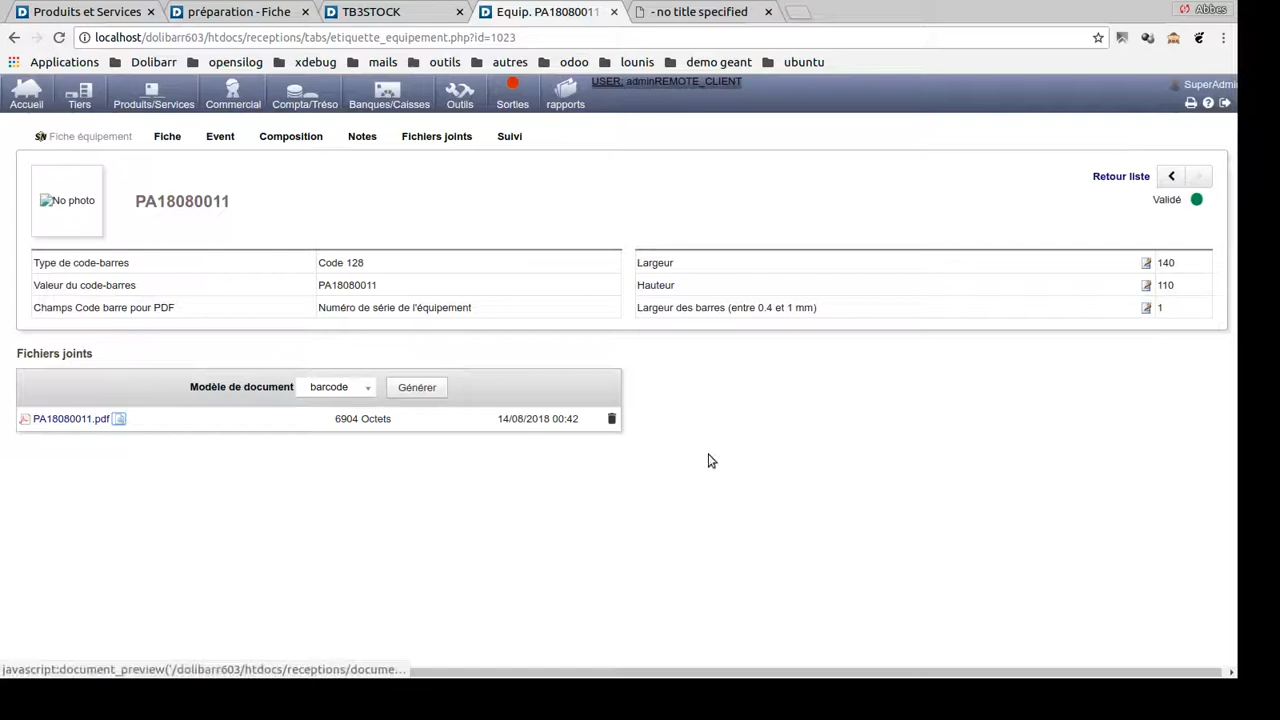 Produits et Services
préparation - Fiche
TB3STOCK
Equip. PA18080011
- no title specified
Abbes
localhost/dolibarr603/htdocs/receptions/tabs/etiquette_equipement.php?id=1023
Applications Dolibarr opensilog xdebug mails outils autres odoo lounis demo geant ubuntu
USER: adminREMOTE_CLIENT
SuperAdmi
Accueil Tiers Produits/Services Commercial Compta/Tréso Banques/Caisses Outils Sorties rapports
Fiche équipement Fiche Event Composition Notes Fichiers joints Suivi
Retour liste
No photo PA18080011
Validé
Type de code-barres Code 128 Largeur 140
Valeur du code-barres PA18080011 Hauteur 110
Champs Code barre pour PDF Numéro de série de l'équipement Largeur des barres (entre 0.4 et 1 mm) 1
Fichiers joints
Modèle de document barcode Générer
PA18080011.pdf 6904 Octets 14/08/2018 00:42
javascript:document_preview('/dolibarr603/htdocs/receptions/docume...